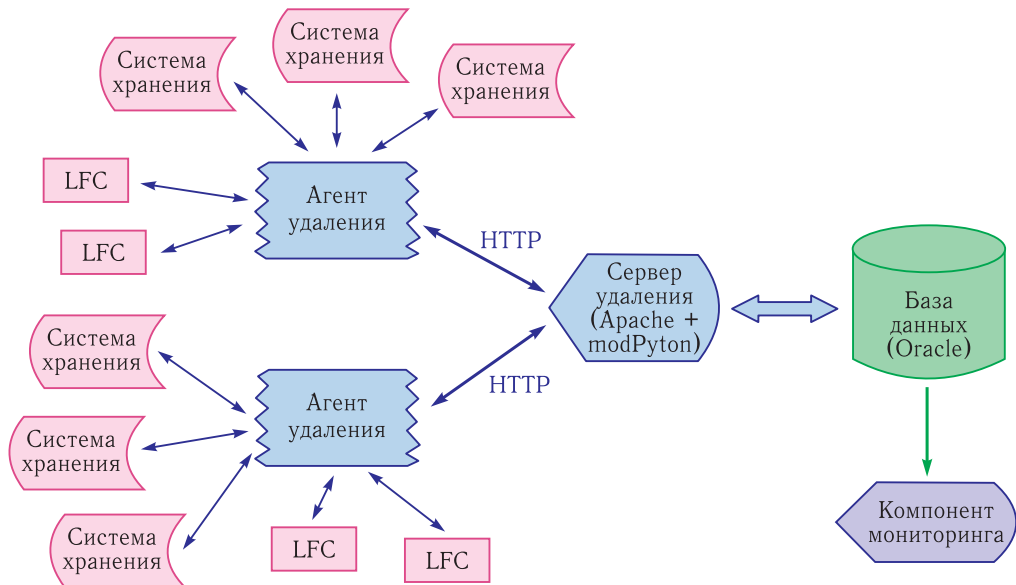 Система
хранения
Система
хранения
Система
хранения
LFC
LFC
Агент
удаления
HTTP
Сервер
удаления
(Apache +
modPyton)
База
данных
(Oracle)
HTTP
Система
хранения
Система
хранения
Система
хранения
Агент
удаления
LFC
LFC
Компонент
мониторинга